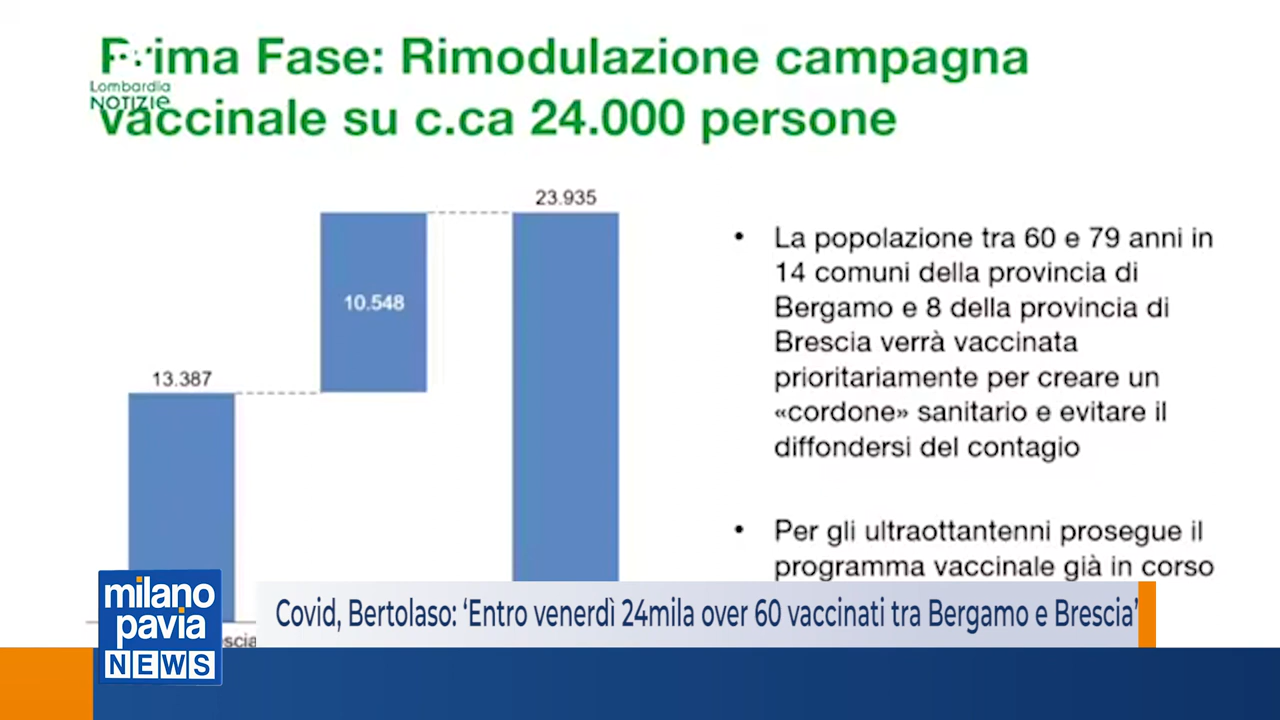 Prima Fase: Rimodulazione campagna
vaccinale su c.ca 24.000 persone
Lombardia
NOTIZIE
23.935
10.548
13.387
• La popolazione tra 60 e 79 anni in
14 comuni della provincia di
Bergamo e 8 della provincia di
Brescia verrà vaccinata
prioritariamente per creare un
«cordone» sanitario e evitare il
diffondersi del contagio
• Per gli ultraottantenni prosegue il
programma vaccinale già in corso
milano
pavia
NEWS
Covid, Bertolaso: ‘Entro venerdì 24mila over 60 vaccinati tra Bergamo e Brescia’